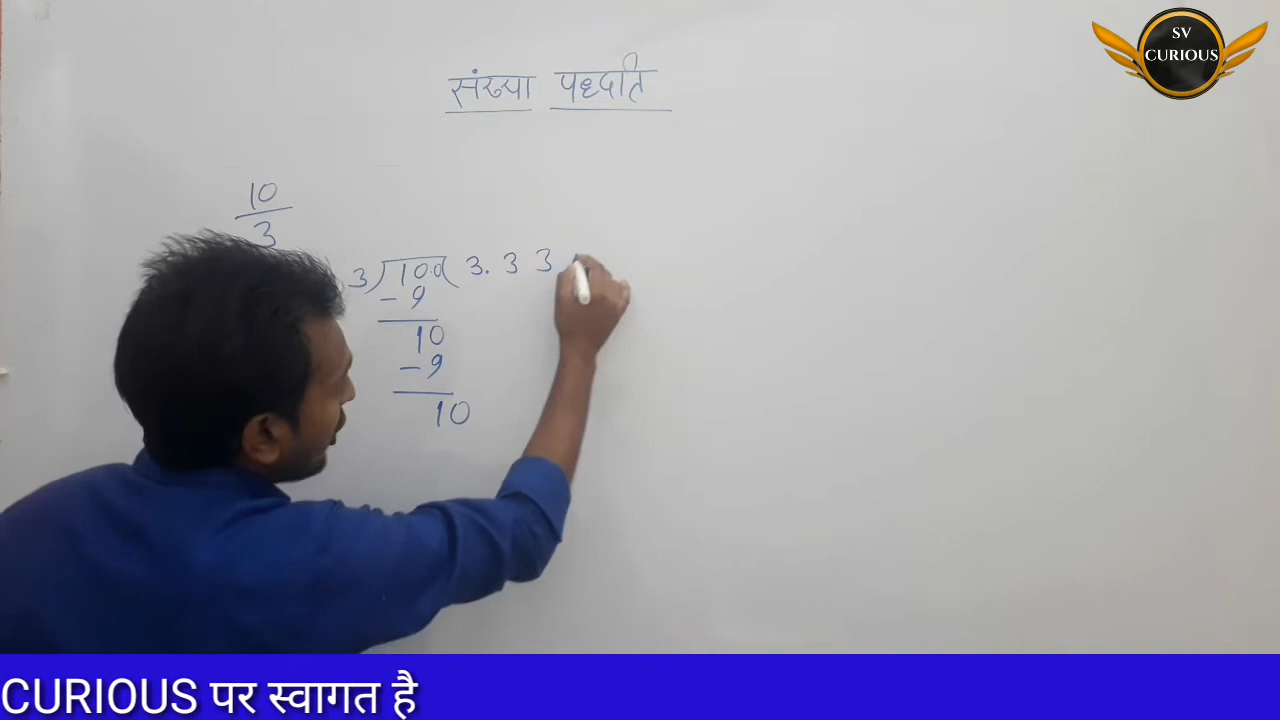 SV
CURIOUS
संख्या पद्धति
10
3
3) 10.0( 3. 3 3
- 9
10
- 9
10
CURIOUS पर स्वागत है